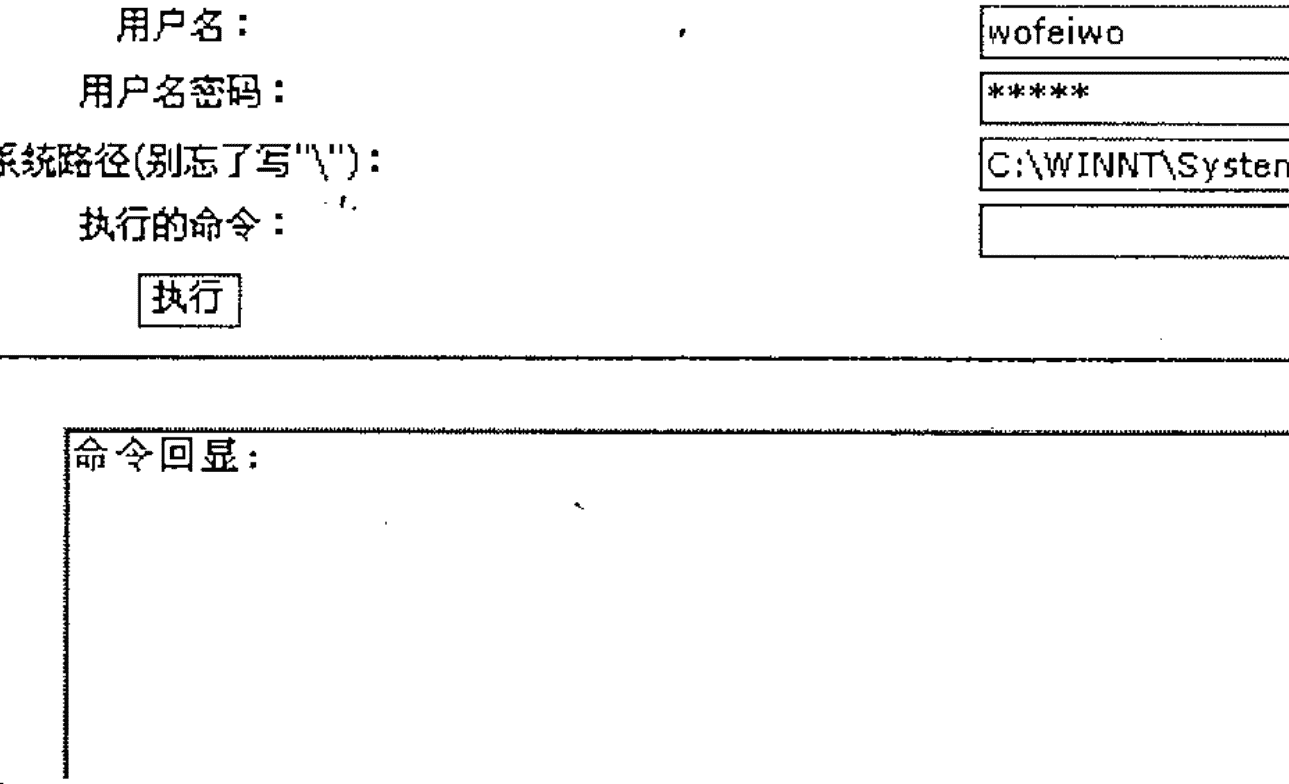 用户名： wofeiwo
用户名密码： *****
系统路径(别忘了写"\")： C:\WINNT\System
执行的命令：
执行
命令回显：